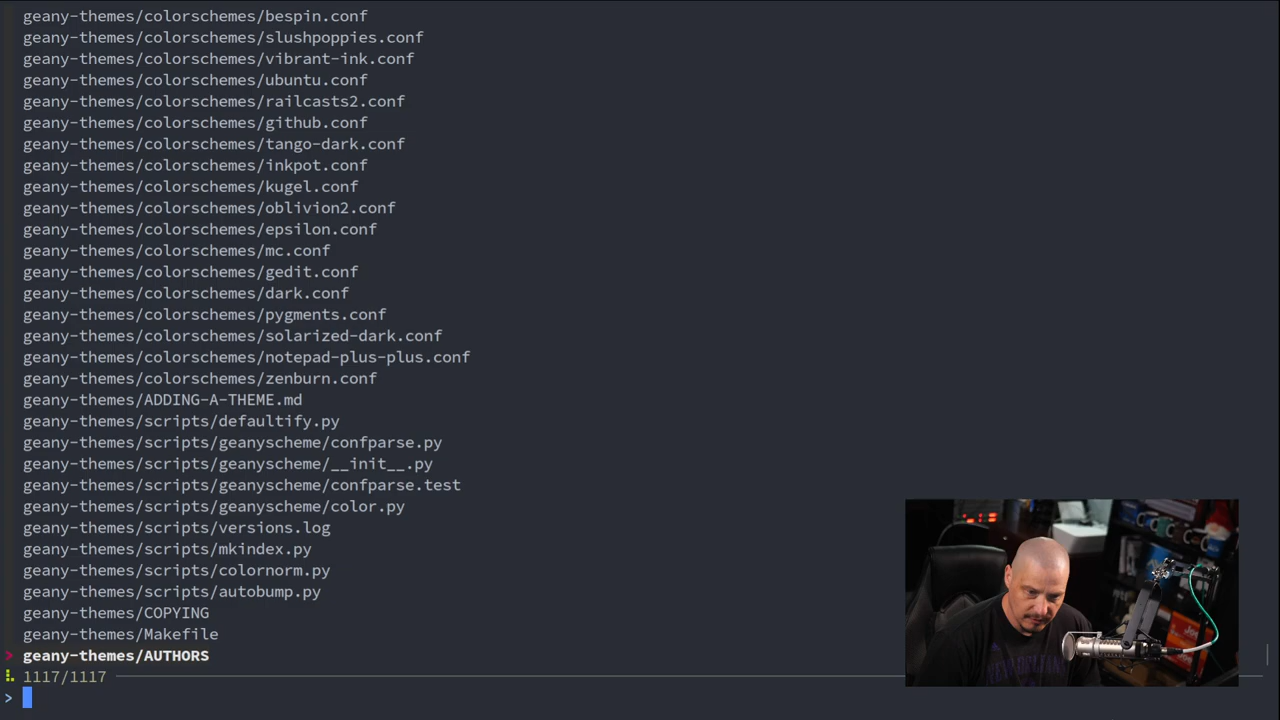 geany-themes/colorschemes/bespin.conf
geany-themes/colorschemes/slushpoppies.conf
geany-themes/colorschemes/vibrant-ink.conf
geany-themes/colorschemes/ubuntu.conf
geany-themes/colorschemes/railcasts2.conf
geany-themes/colorschemes/github.conf
geany-themes/colorschemes/tango-dark.conf
geany-themes/colorschemes/inkpot.conf
geany-themes/colorschemes/kugel.conf
geany-themes/colorschemes/oblivion2.conf
geany-themes/colorschemes/epsilon.conf
geany-themes/colorschemes/mc.conf
geany-themes/colorschemes/gedit.conf
geany-themes/colorschemes/dark.conf
geany-themes/colorschemes/pygments.conf
geany-themes/colorschemes/solarized-dark.conf
geany-themes/colorschemes/notepad-plus-plus.conf
geany-themes/colorschemes/zenburn.conf
geany-themes/ADDING-A-THEME.md
geany-themes/scripts/defaultify.py
geany-themes/scripts/geanyscheme/confparse.py
geany-themes/scripts/geanyscheme/__init__.py
geany-themes/scripts/geanyscheme/confparse.test
geany-themes/scripts/geanyscheme/color.py
geany-themes/scripts/versions.log
geany-themes/scripts/mkindex.py
geany-themes/scripts/colornorm.py
geany-themes/scripts/autobump.py
geany-themes/COPYING
geany-themes/Makefile
> geany-themes/AUTHORS
1117/1117
>